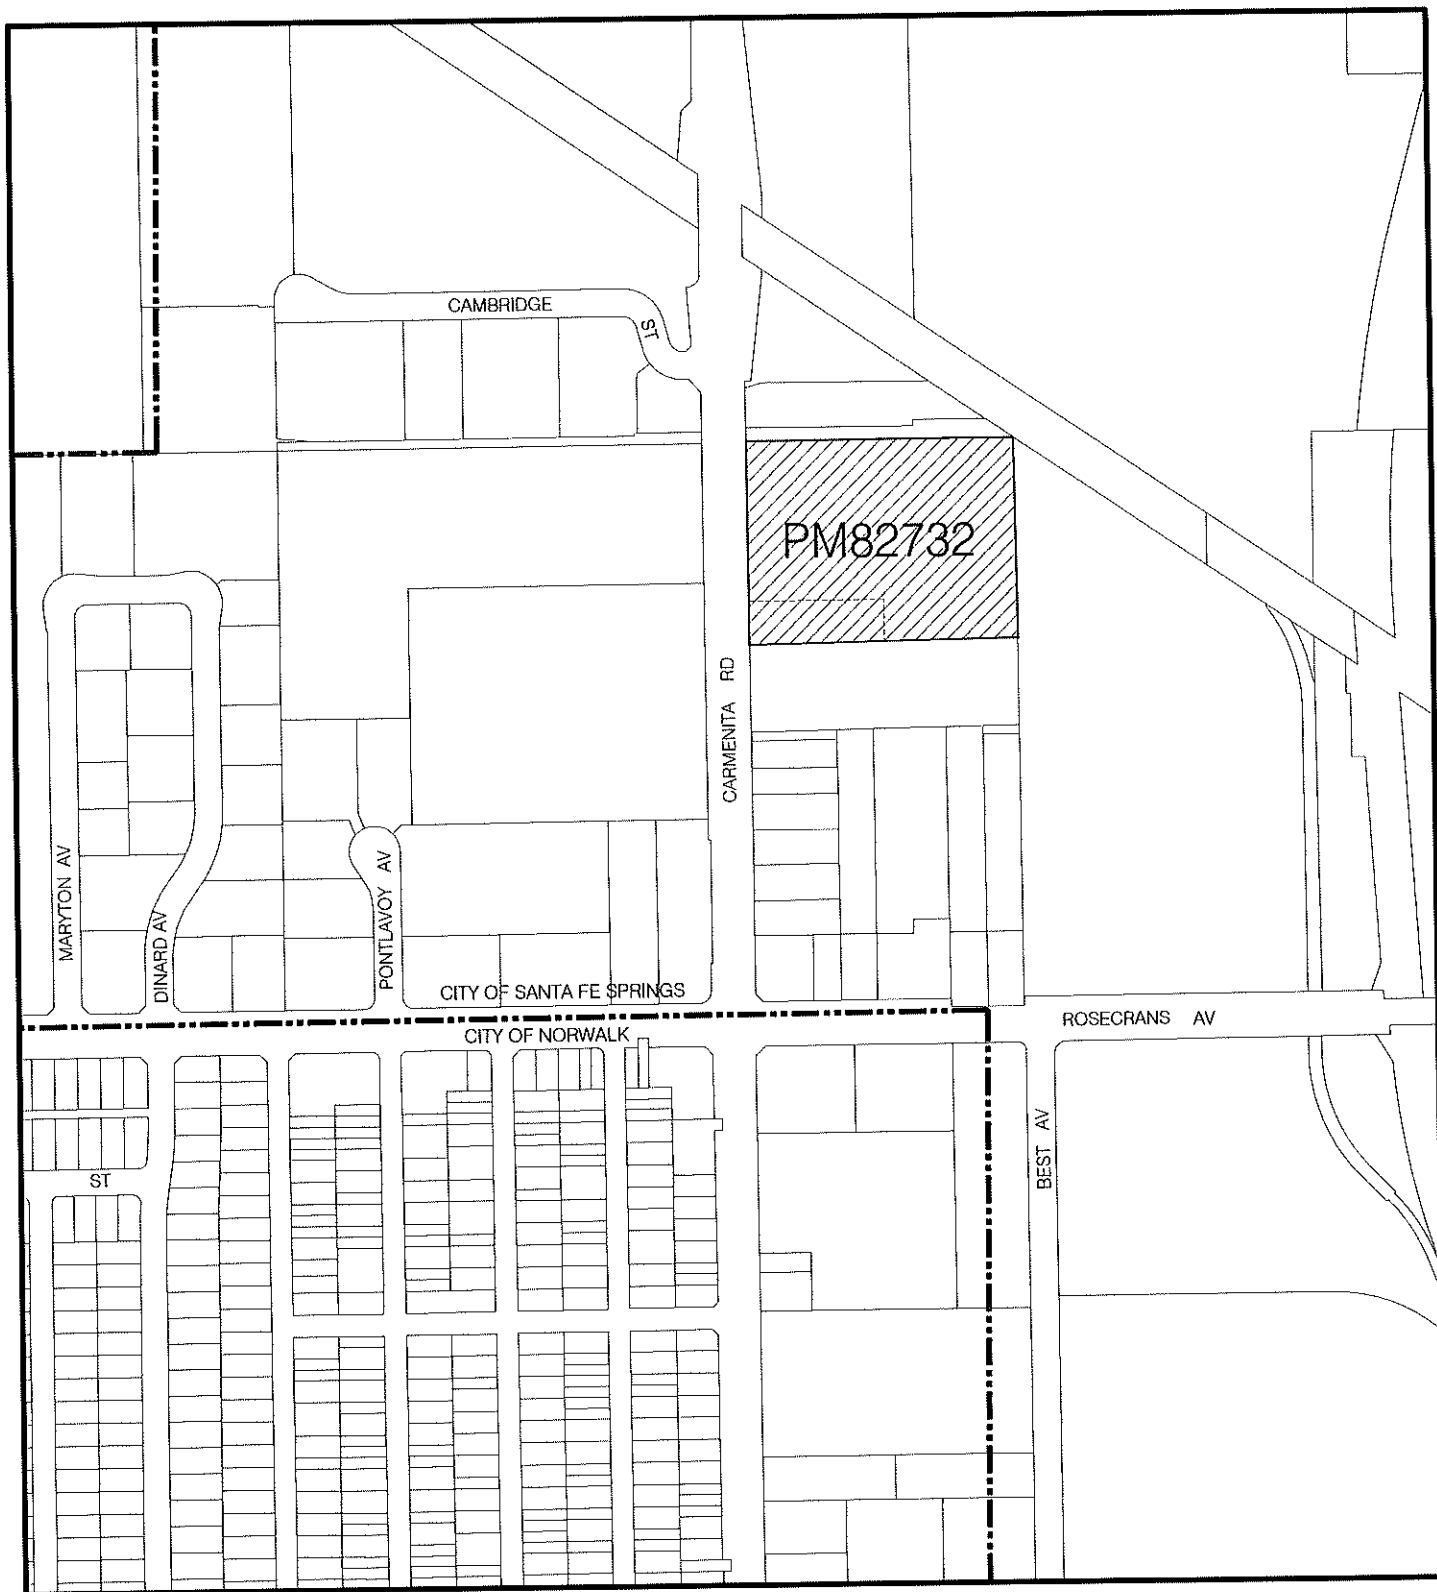 CAMBRIDGE
ST
PM82732
CARMENITA RD
MARYTON AV
DINARD AV
PONTLAVOY AV
CITY OF SANTA FE SPRINGS
CITY OF NORWALK
ROSECRANS AV
BEST AV
ST